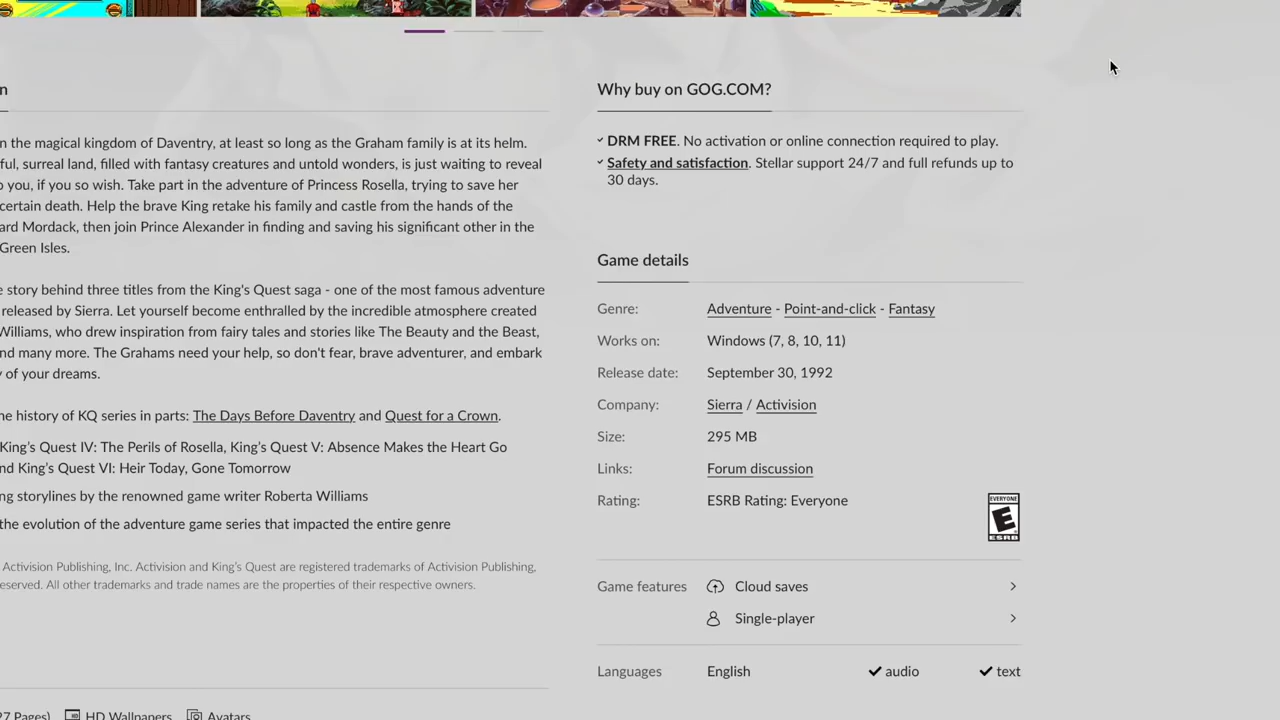 n
n the magical kingdom of Daventry, at least so long as the Graham family is at its helm.
ful, surreal land, filled with fantasy creatures and untold wonders, is just waiting to reveal
o you, if you so wish. Take part in the adventure of Princess Rosella, trying to save her
certain death. Help the brave King retake his family and castle from the hands of the
ard Mordack, then join Prince Alexander in finding and saving his significant other in the
Green Isles.
e story behind three titles from the King's Quest saga - one of the most famous adventure
released by Sierra. Let yourself become enthralled by the incredible atmosphere created
Williams, who drew inspiration from fairy tales and stories like The Beauty and the Beast,
nd many more. The Grahams need your help, so don't fear, brave adventurer, and embark
y of your dreams.
he history of KQ series in parts: The Days Before Daventry and Quest for a Crown.
King's Quest IV: The Perils of Rosella, King's Quest V: Absence Makes the Heart Go
nd King's Quest VI: Heir Today, Gone Tomorrow
ng storylines by the renowned game writer Roberta Williams
the evolution of the adventure game series that impacted the entire genre
Activision Publishing, Inc. Activision and King's Quest are registered trademarks of Activision Publishing,
eserved. All other trademarks and trade names are the properties of their respective owners.
27 Pages) HD Wallpapers Avatars
Why buy on GOG.COM?
DRM FREE. No activation or online connection required to play.
Safety and satisfaction. Stellar support 24/7 and full refunds up to
30 days.
Game details
Genre: Adventure - Point-and-click - Fantasy
Works on: Windows (7, 8, 10, 11)
Release date: September 30, 1992
Company: Sierra / Activision
Size: 295 MB
Links: Forum discussion
Rating: ESRB Rating: Everyone
EVERYONE
E
ESRB
Game features Cloud saves
Single-player
Languages English audio text